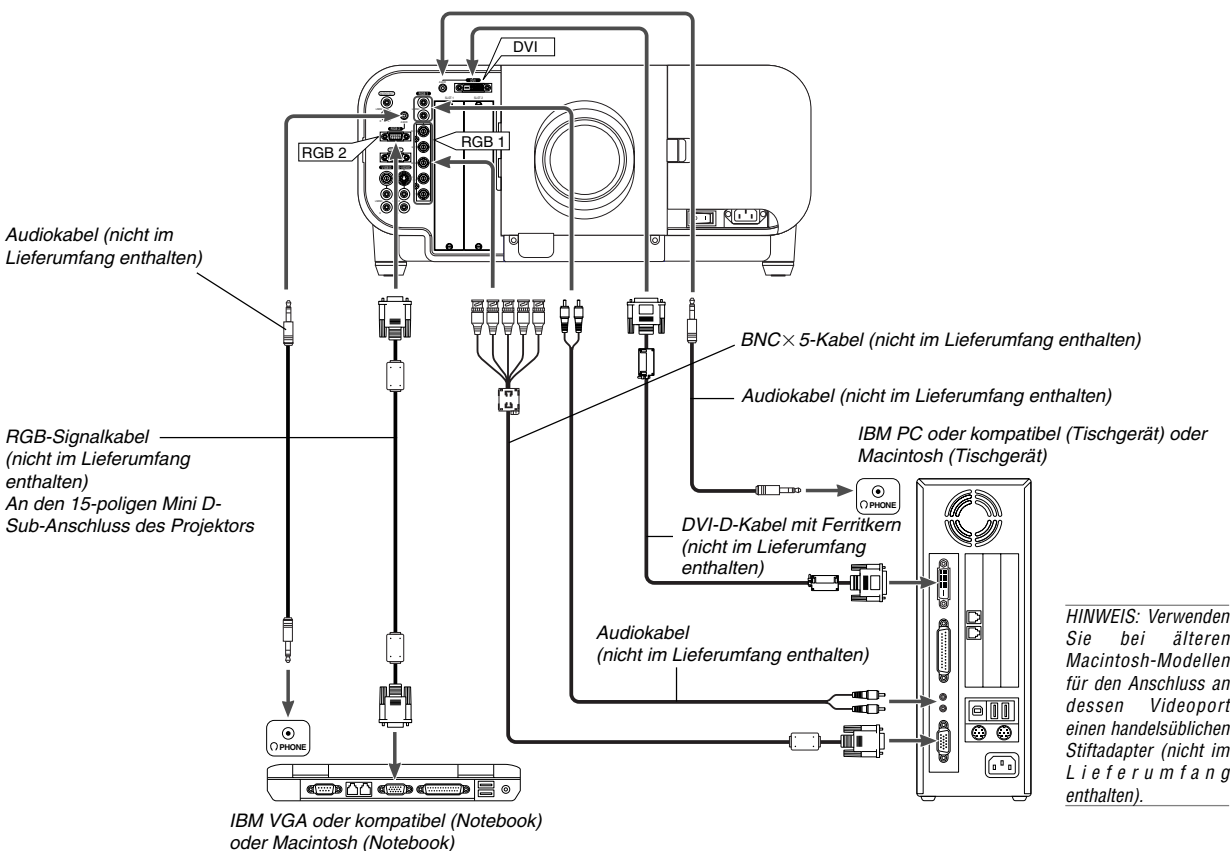 DVI
RGB 2
RGB 1
Audiokabel (nicht im
Lieferumfang enthalten)
BNC×5-Kabel (nicht im Lieferumfang enthalten)
Audiokabel (nicht im Lieferumfang enthalten)
RGB-Signalkabel
(nicht im Lieferumfang
enthalten)
An den 15-poligen Mini D-
Sub-Anschluss des Projektors
IBM PC oder kompatibel (Tischgerät) oder
Macintosh (Tischgerät)
PHONE
DVI-D-Kabel mit Ferritkern
(nicht im Lieferumfang
enthalten)
Audiokabel
(nicht im Lieferumfang enthalten)
HINWEIS: Verwenden
Sie bei älteren
Macintosh-Modellen
für den Anschluss an
dessen Videoport
einen handelsüblichen
Stiftadapter (nicht im
Lieferumfang
enthalten).
PHONE
IBM VGA oder kompatibel (Notebook)
oder Macintosh (Notebook)